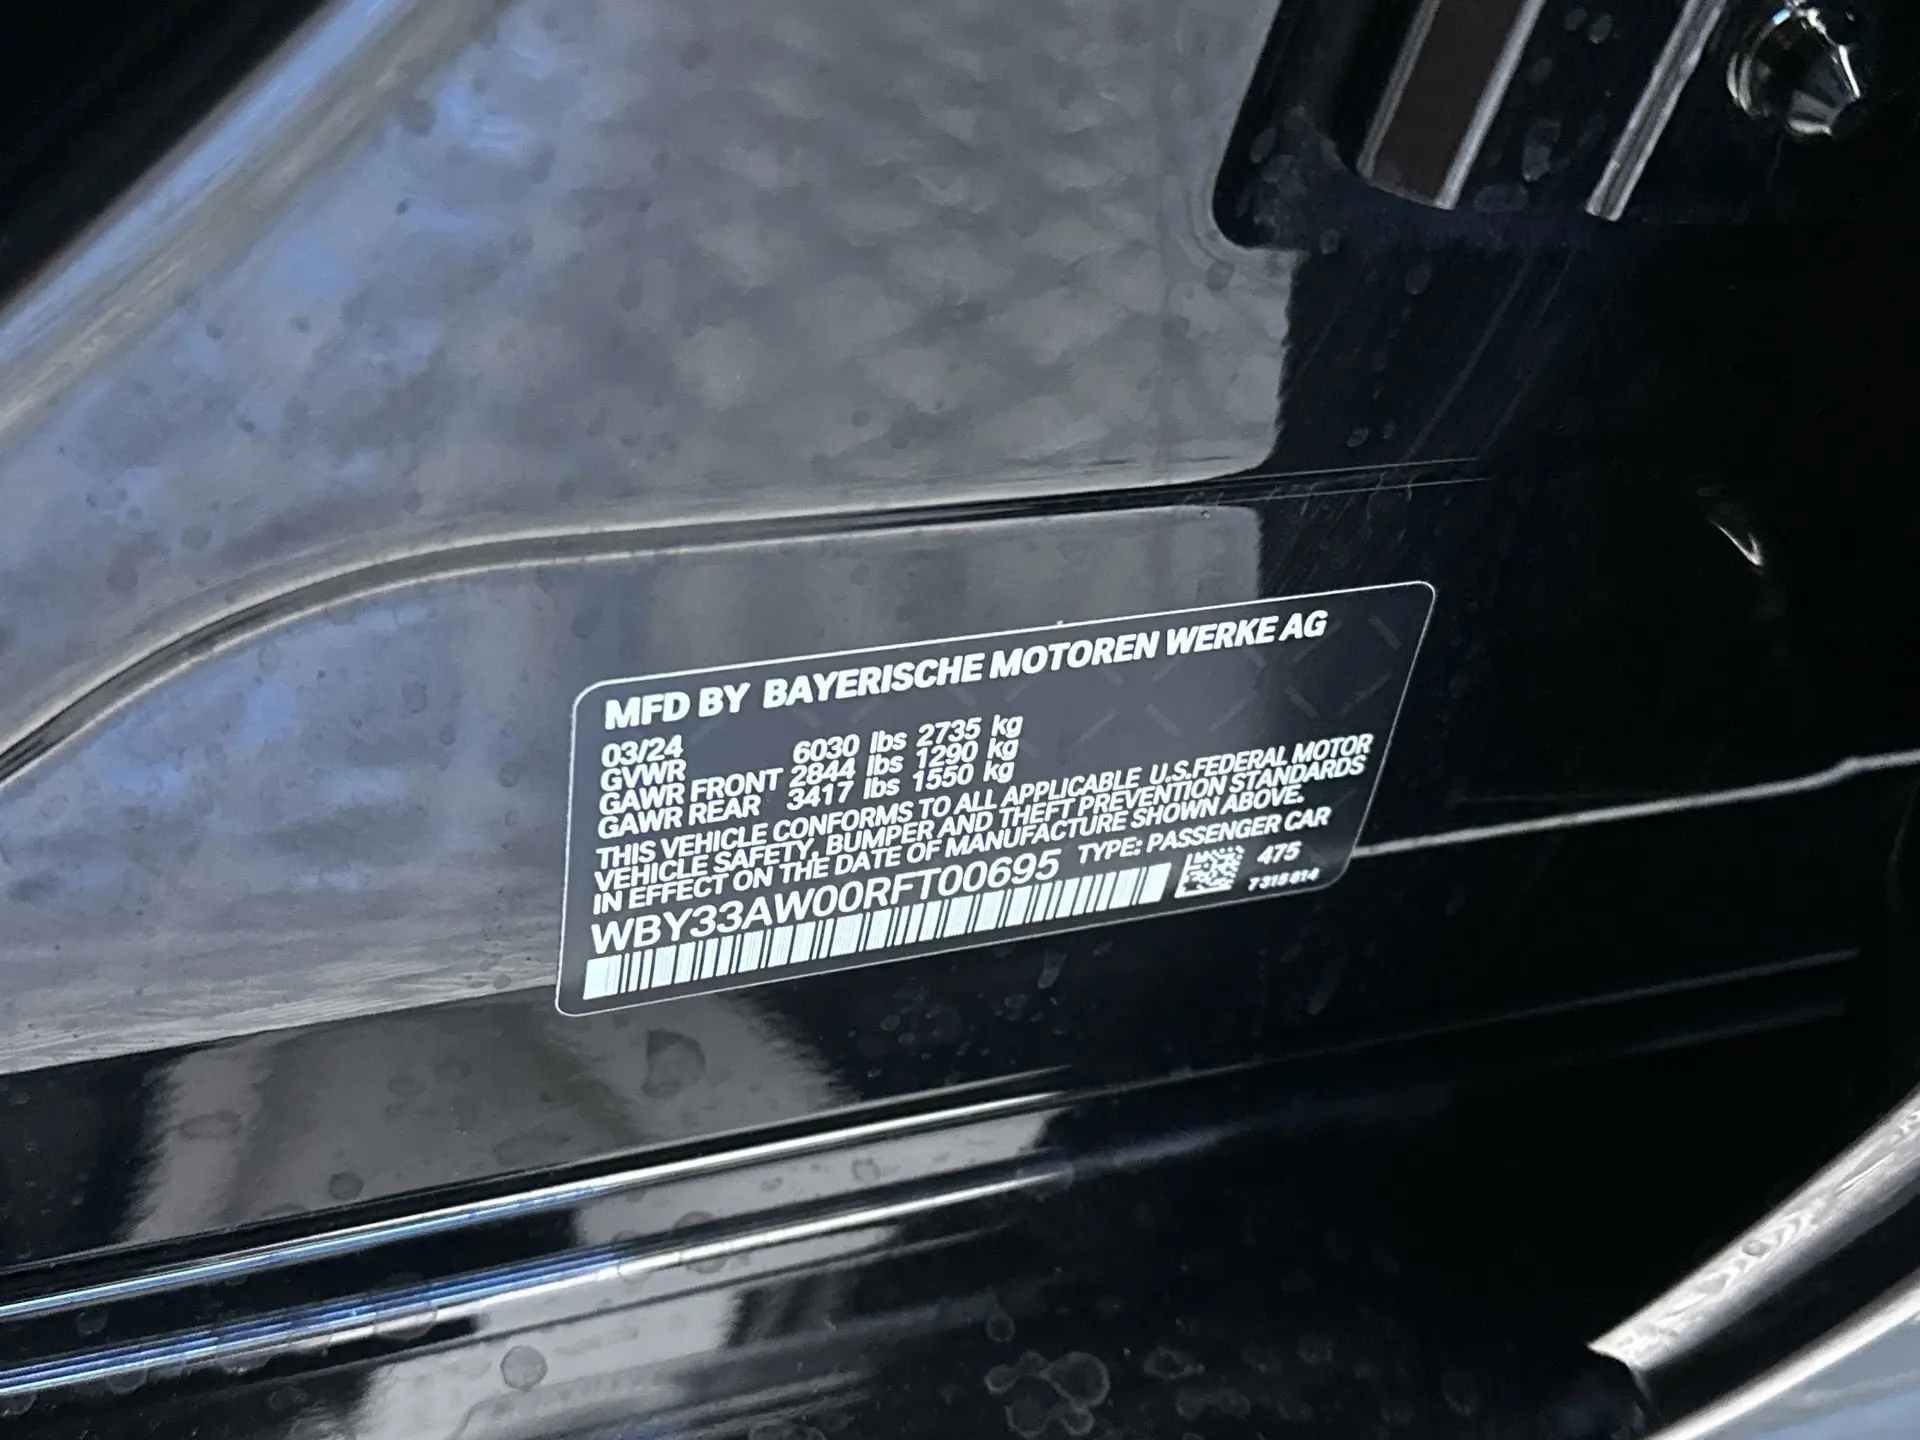 MFD BY BAYERISCHE MOTOREN WERKE AG
03/24
GVWR 6030 lbs 2735 kg
GAWR FRONT 2844 lbs 1290 kg
GAWR REAR 3417 lbs 1550 kg
THIS VEHICLE CONFORMS TO ALL APPLICABLE U.S.FEDERAL MOTOR
VEHICLE SAFETY, BUMPER AND THEFT PREVENTION STANDARDS
IN EFFECT ON THE DATE OF MANUFACTURE SHOWN ABOVE.
WBY33AW00RFT00695 TYPE: PASSENGER CAR
475
7318614